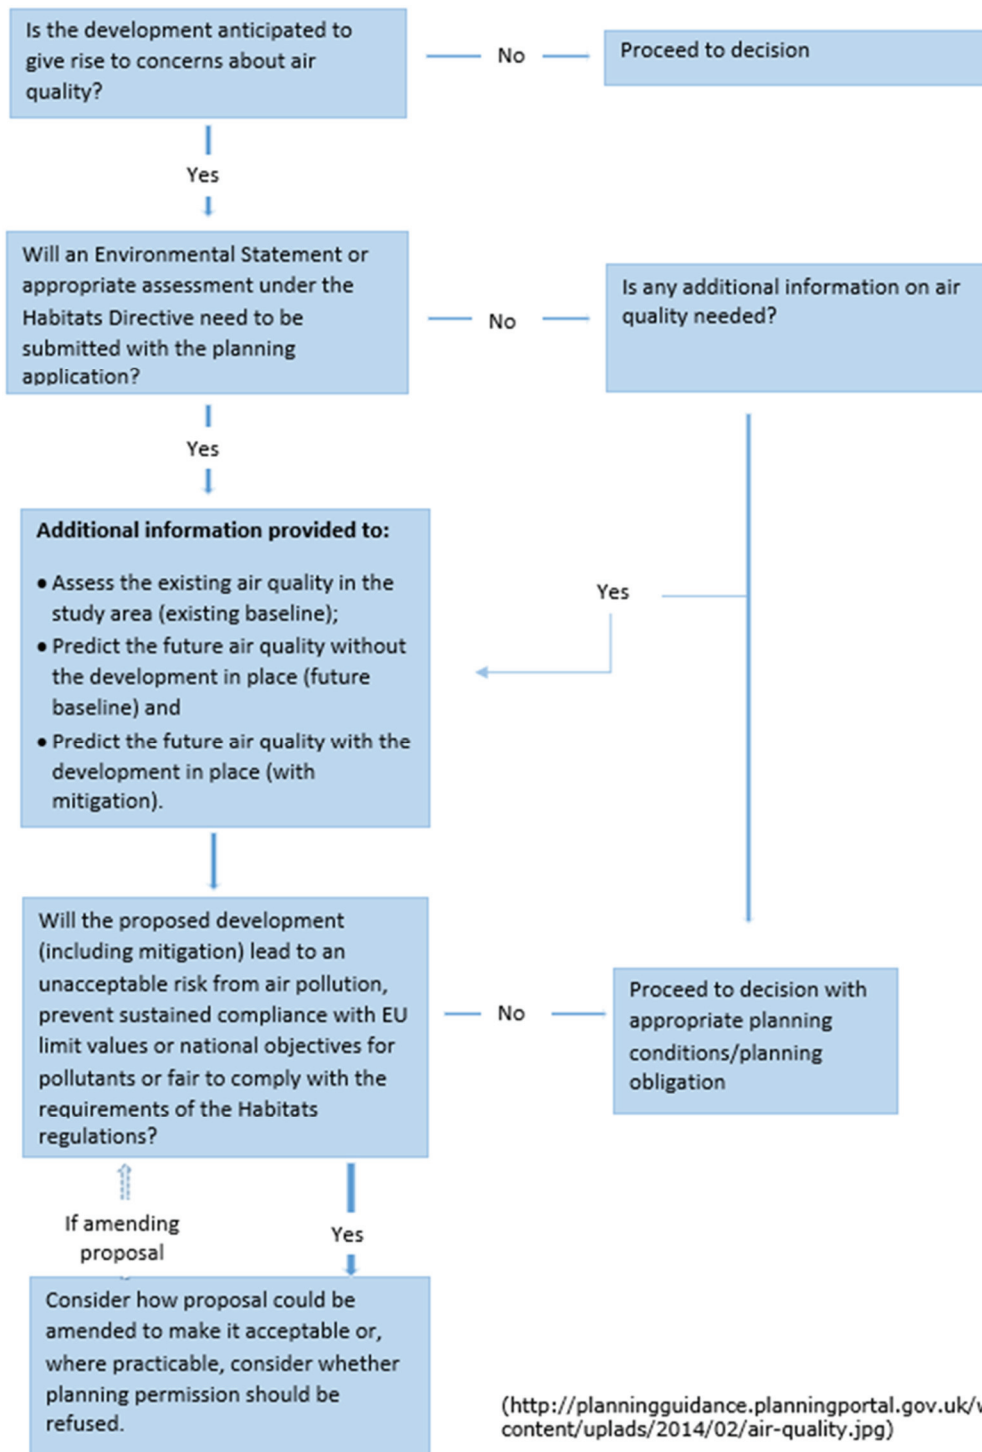 Is the development anticipated to
give rise to concerns about air
quality?
No
Proceed to decision
Yes
Will an Environmental Statement or
appropriate assessment under the
Habitats Directive need to be
submitted with the planning
application?
No
Is any additional information on air
quality needed?
Yes
Additional information provided to:
• Assess the existing air quality in the
study area (existing baseline);
• Predict the future air quality without
the development in place (future
baseline) and
• Predict the future air quality with the
development in place (with
mitigation).
Yes
Will the proposed development
(including mitigation) lead to an
unacceptable risk from air pollution,
prevent sustained compliance with EU
limit values or national objectives for
pollutants or fair to comply with the
requirements of the Habitats
regulations?
No
Proceed to decision with
appropriate planning
conditions/planning
obligation
If amending
proposal
Yes
Consider how proposal could be
amended to make it acceptable or,
where practicable, consider whether
planning permission should be
refused.
(http://planningguidance.planningportal.gov.uk/
content/uplads/2014/02/air-quality.jpg)